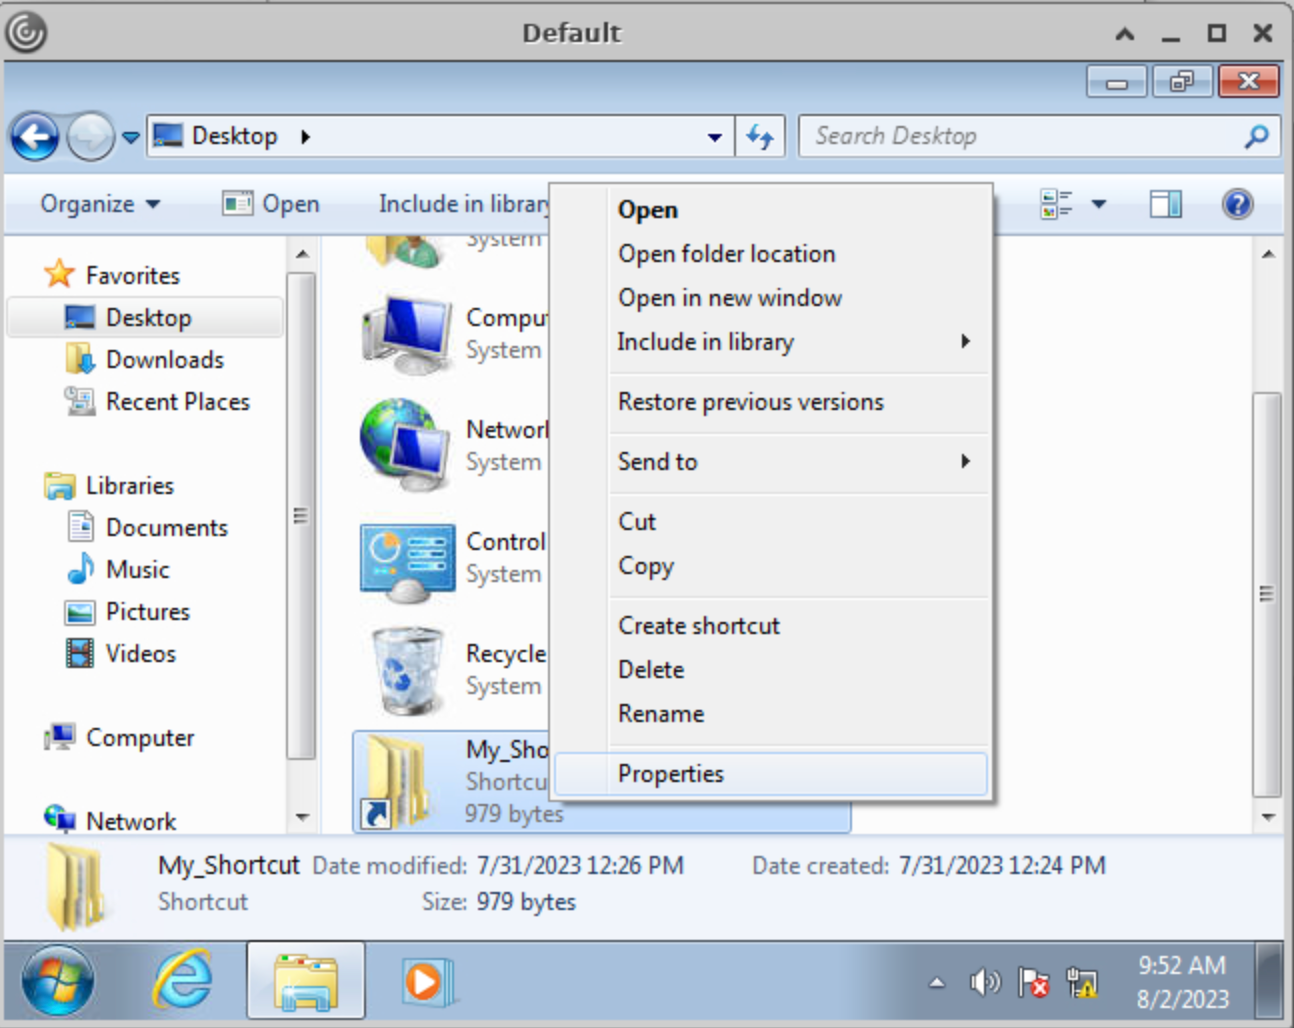 Default
Desktop
Search Desktop
Organize
Open
Include in library
System
Favorites
Desktop
Downloads
Recent Places
Libraries
Documents
Music
Pictures
Videos
Computer
Network
Compu
System
Networ
System
Control
System
Recycle
System
My_Sho
Shortcu
979 bytes
Open
Open folder location
Open in new window
Include in library
Restore previous versions
Send to
Cut
Copy
Create shortcut
Delete
Rename
Properties
My_Shortcut Date modified: 7/31/2023 12:26 PM Date created: 7/31/2023 12:24 PM
Shortcut Size: 979 bytes
9:52 AM
8/2/2023